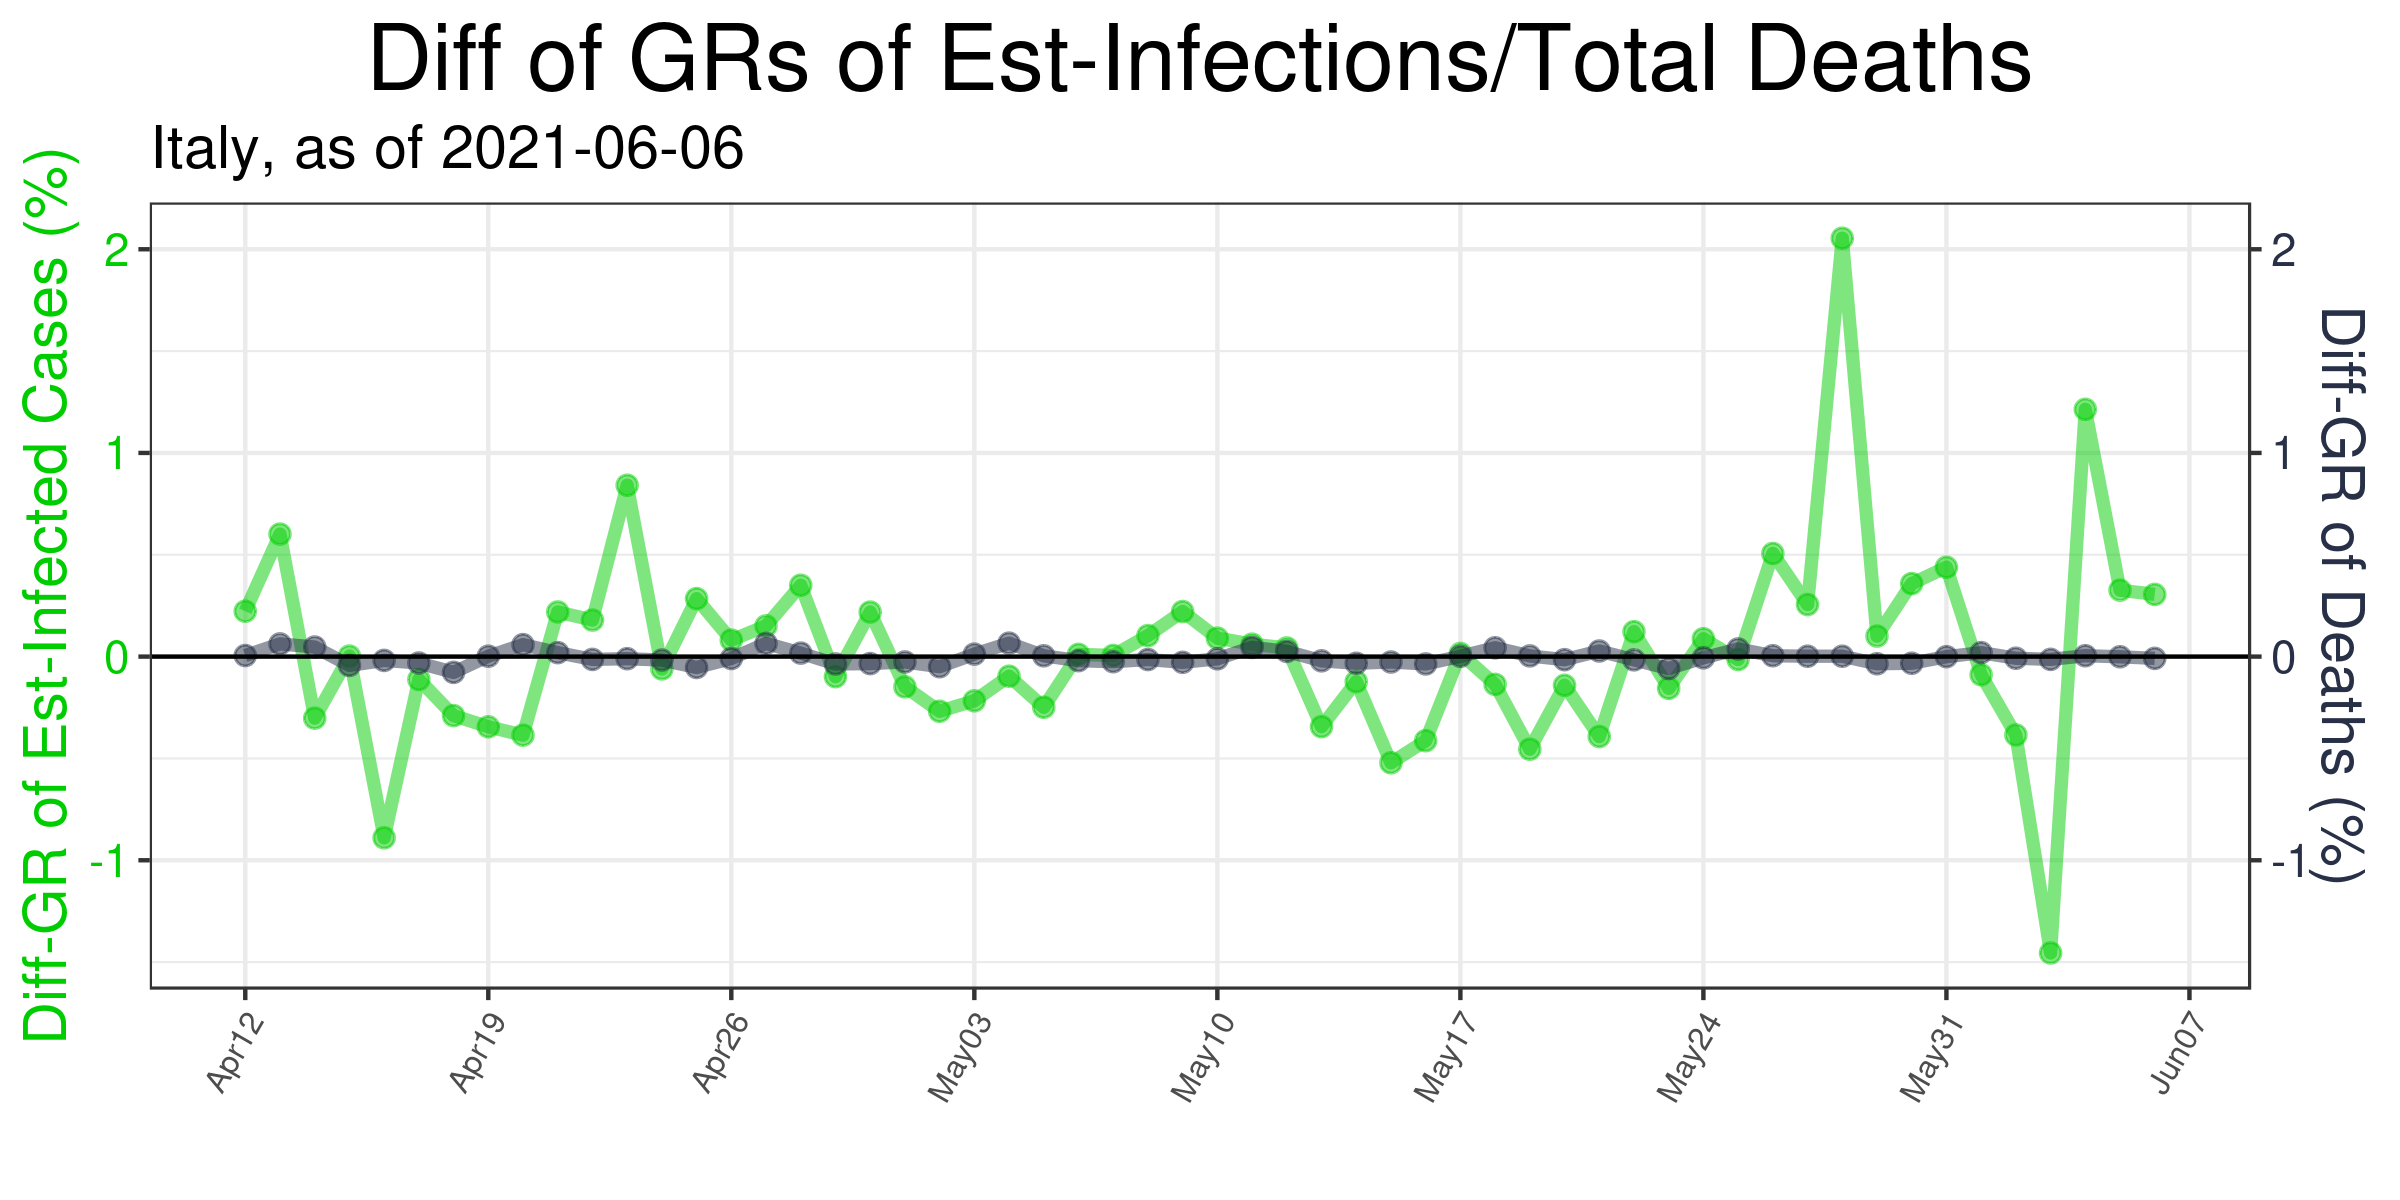 Diff of GRs of Est-Infections/Total Deaths
Italy, as of 2021-06-06
Diff-GR of Est-Infected Cases (%)
2
1
0
-1
2
1
0
-1
Diff-GR of Deaths (%)
Apr12
Apr19
Apr26
May03
May10
May17
May24
May31
Jun07